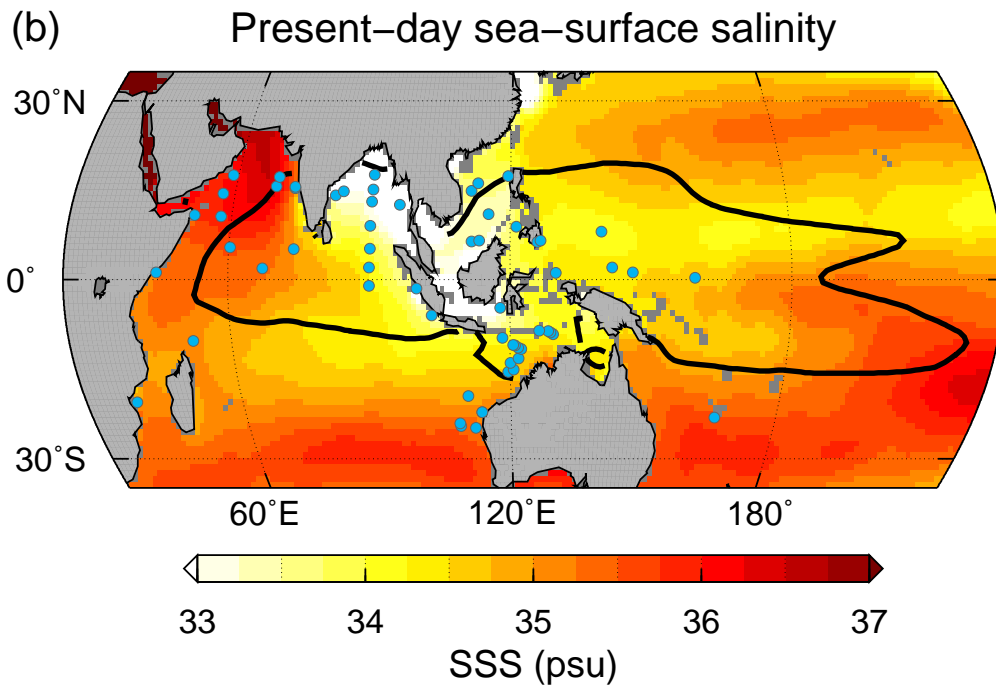 (b) Present−day sea−surface salinity
30˚N
0˚
30˚S
60˚E 120˚E 180˚
33 34 35 36 37
SSS (psu)